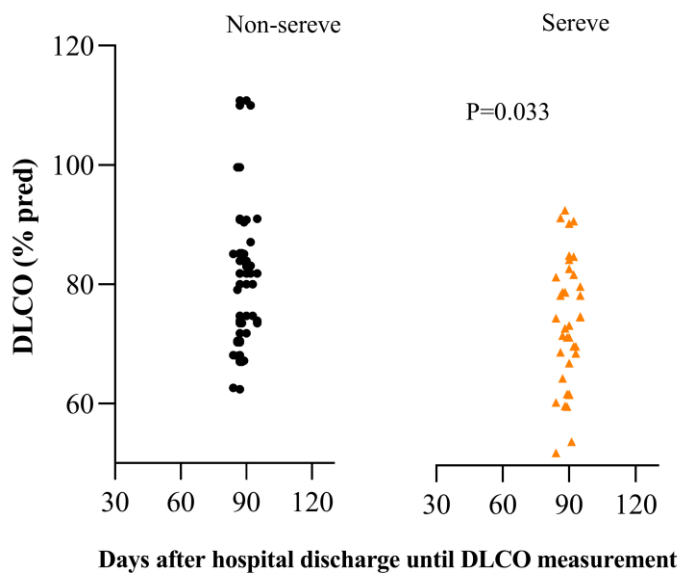 Non-sereve Sereve
120
P=0.033
100
80
60
DLCO (% pred)
30 60 90 120 30 60 90 120
Days after hospital discharge until DLCO measurement